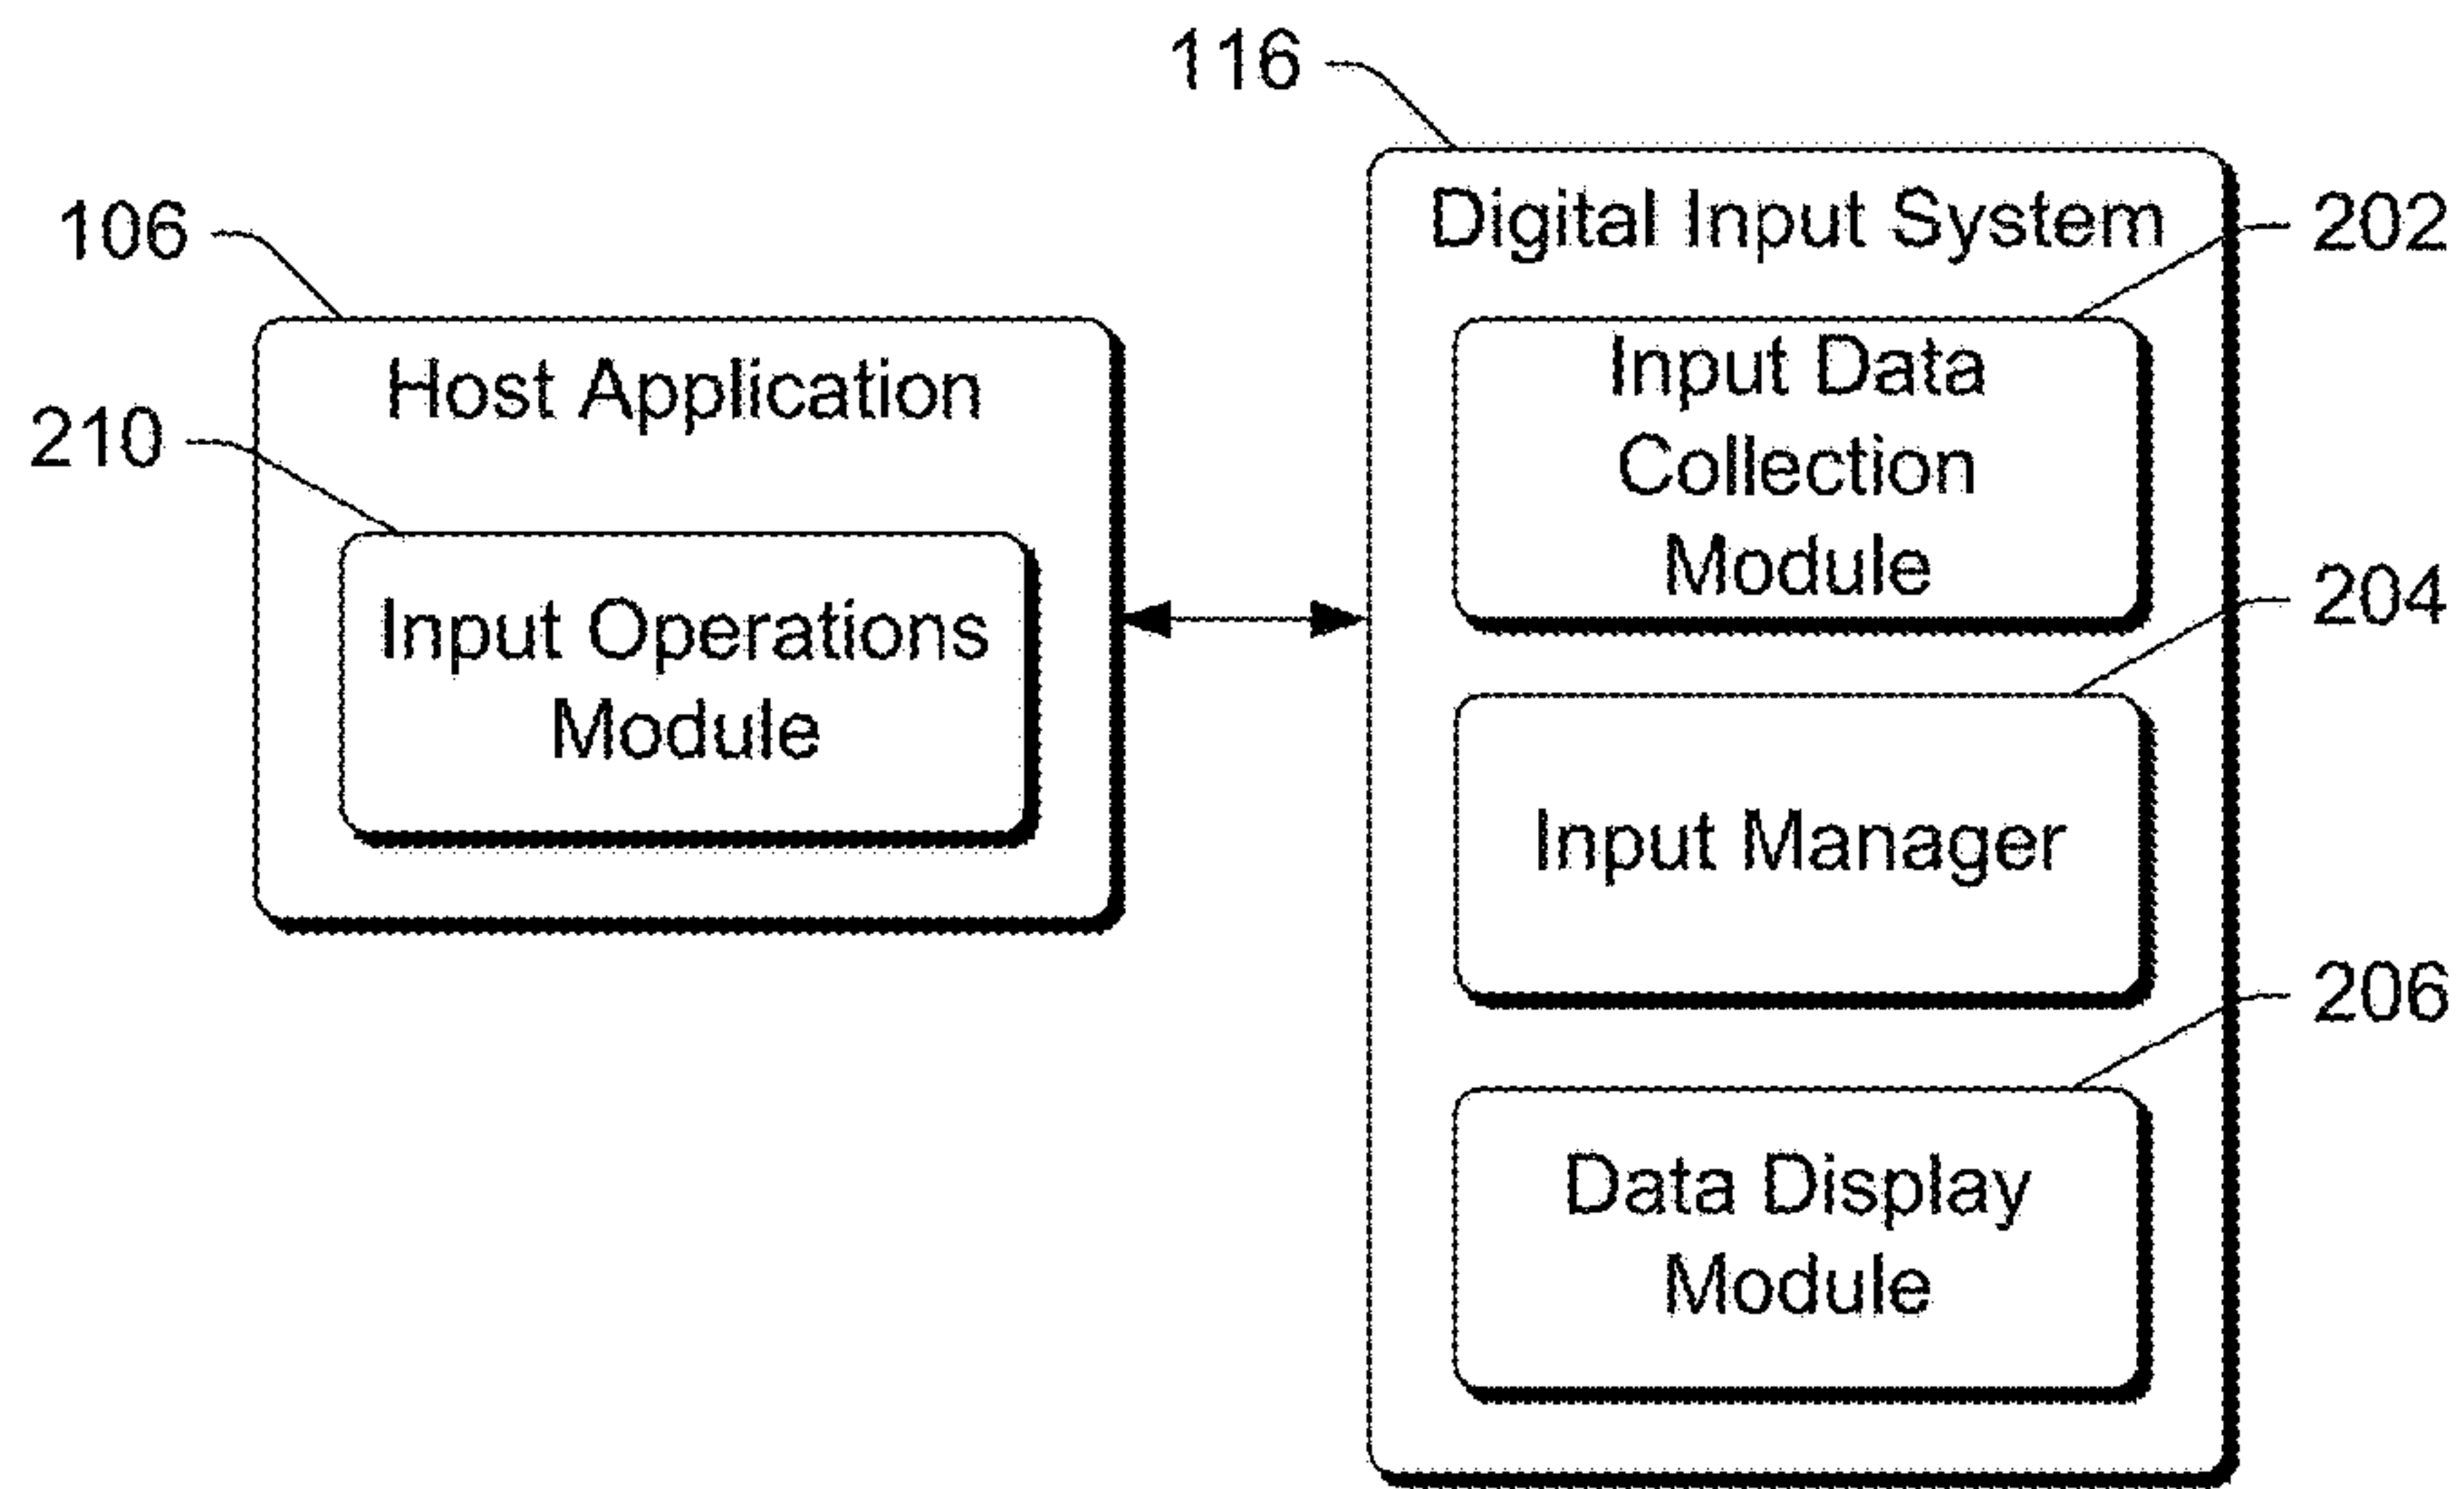 116
Digital Input System
202
106
Host Application
Input Data
Collection
Module
210
Input Operations
Module
204
Input Manager
206
Data Display
Module